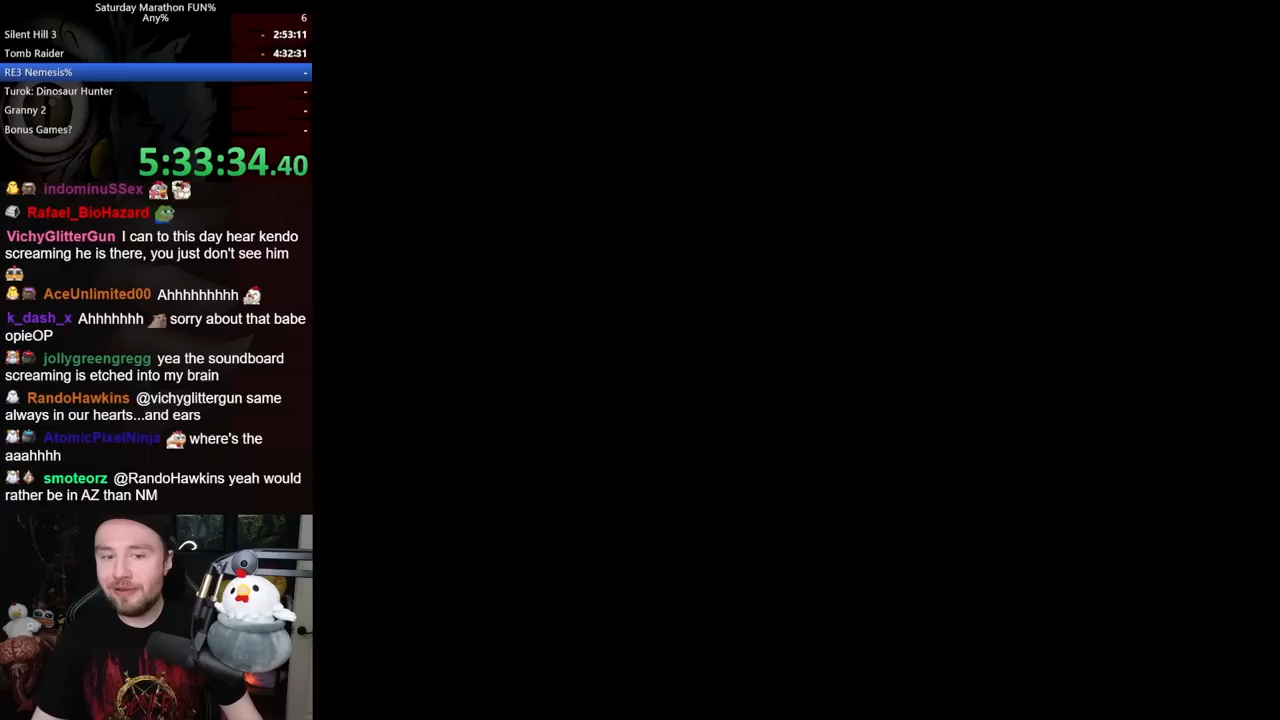 Saturday Marathon FUN%
Any% 6
Silent Hill 3 - 2:53:11
Tomb Raider - 4:32:31
RE3 Nemesis% -
Turok: Dinosaur Hunter -
Granny 2 -
Bonus Games? -
5:33:34.40
indominuSSex
Rafael_BioHazard
VichyGlitterGun I can to this day hear kendo
screaming he is there, you just don't see him
AceUnlimited00 Ahhhhhhhhh
k_dash_x Ahhhhhhh sorry about that babe
opieOP
jollygreengregg yea the soundboard
screaming is etched into my brain
RandoHawkins @vichyglittergun same
always in our hearts...and ears
AtomicPixelNinja where's the
aaahhhh
smoteorz @RandoHawkins yeah would
rather be in AZ than NM